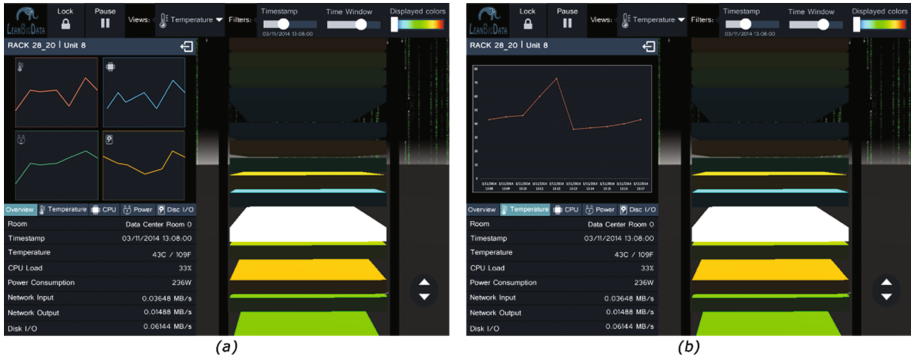 Lock
Pause
Views:
Temperature
Filters:
Timestamp
03/11/2014 13:08:00
Time Window
Displayed colors
LeanBigData
RACK 28_20 | Unit 8
Overview
Temperature
CPU
Power
Disc I/O
Room Data Center Room 0
Timestamp 03/11/2014 13:08:00
Temperature 43C / 109F
CPU Load 33%
Power Consumption 236W
Network Input 0.03648 MB/s
Network Output 0.01488 MB/s
Disk I/O 0.06144 MB/s
(a)
Lock
Pause
Views:
Temperature
Filters:
Timestamp
03/11/2014 13:08:00
Time Window
Displayed colors
LeanBigData
RACK 28_20 | Unit 8
Overview
Temperature
CPU
Power
Disc I/O
Room Data Center Room 0
Timestamp 03/11/2014 13:08:00
Temperature 43C / 109F
CPU Load 33%
Power Consumption 236W
Network Input 0.03648 MB/s
Network Output 0.01488 MB/s
Disk I/O 0.06144 MB/s
(b)